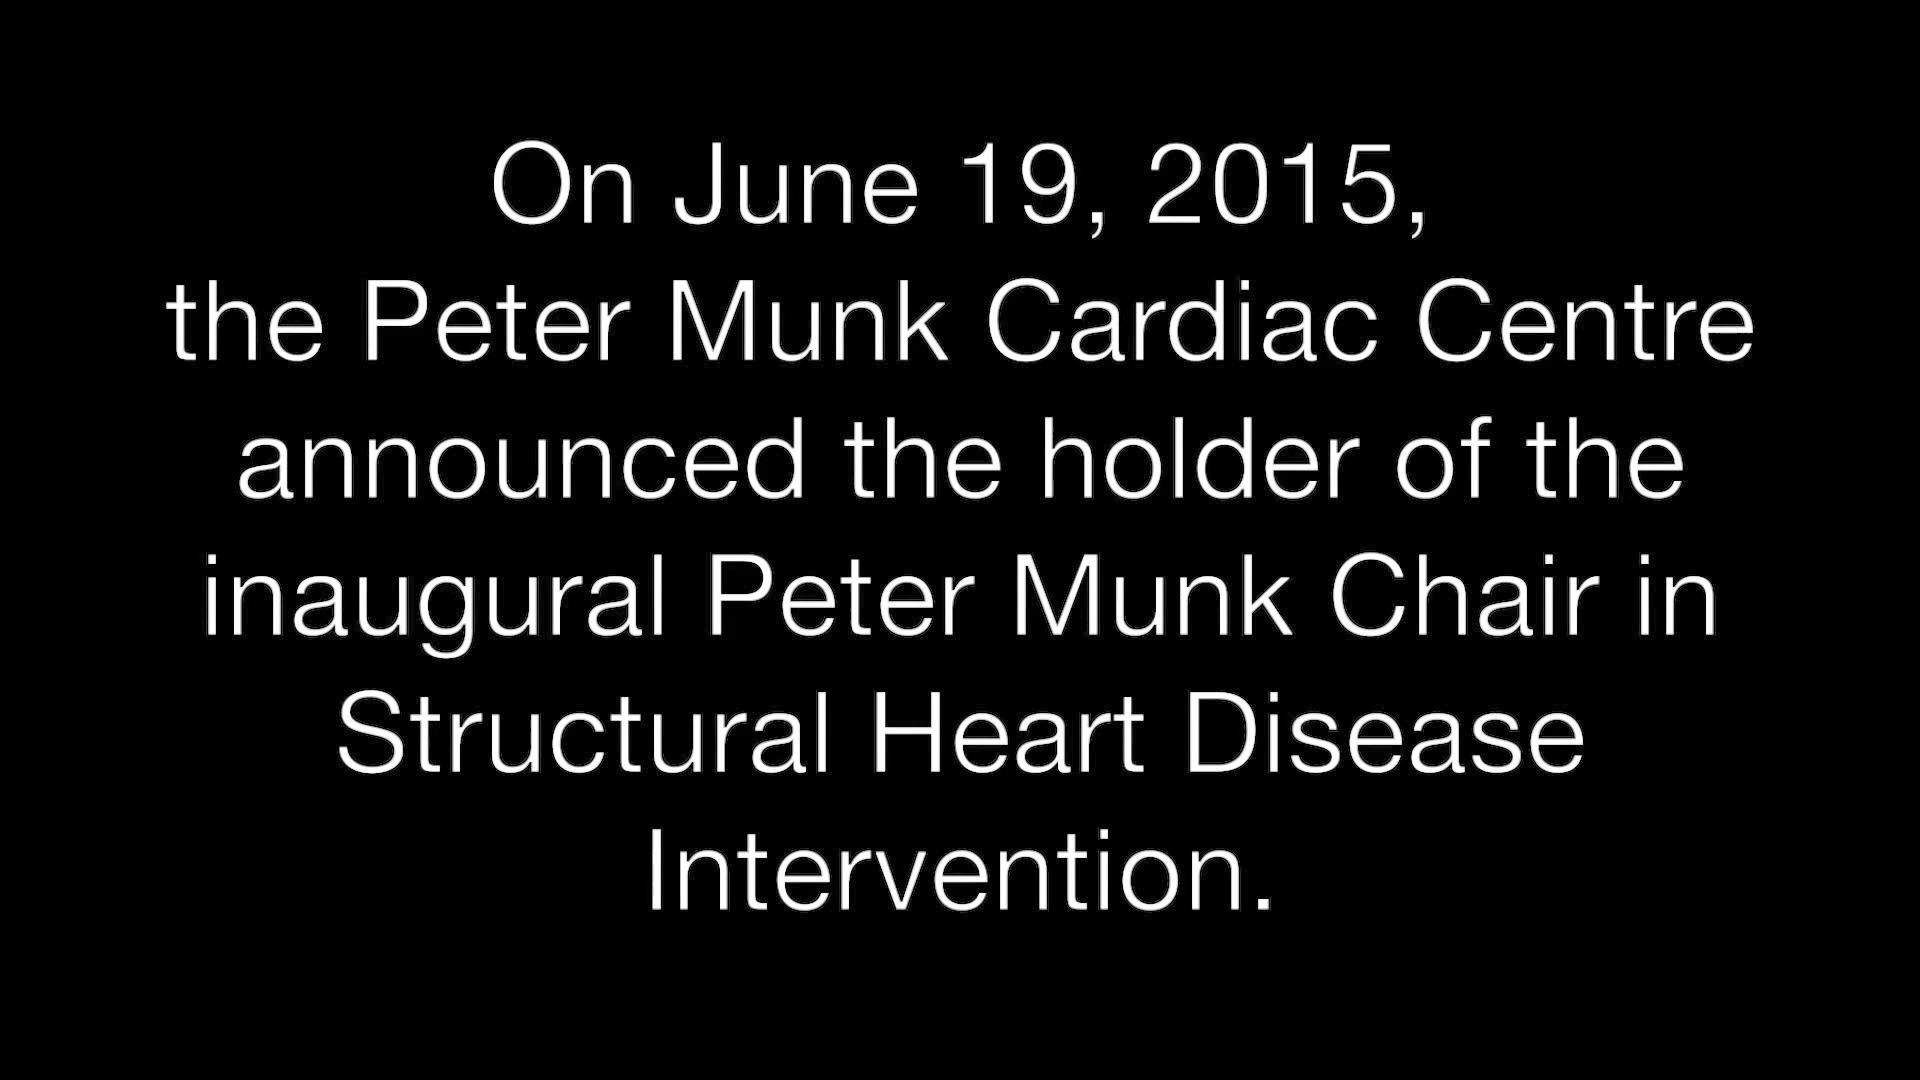 On June 19, 2015,
the Peter Munk Cardiac Centre
announced the holder of the
inaugural Peter Munk Chair in
Structural Heart Disease
Intervention.